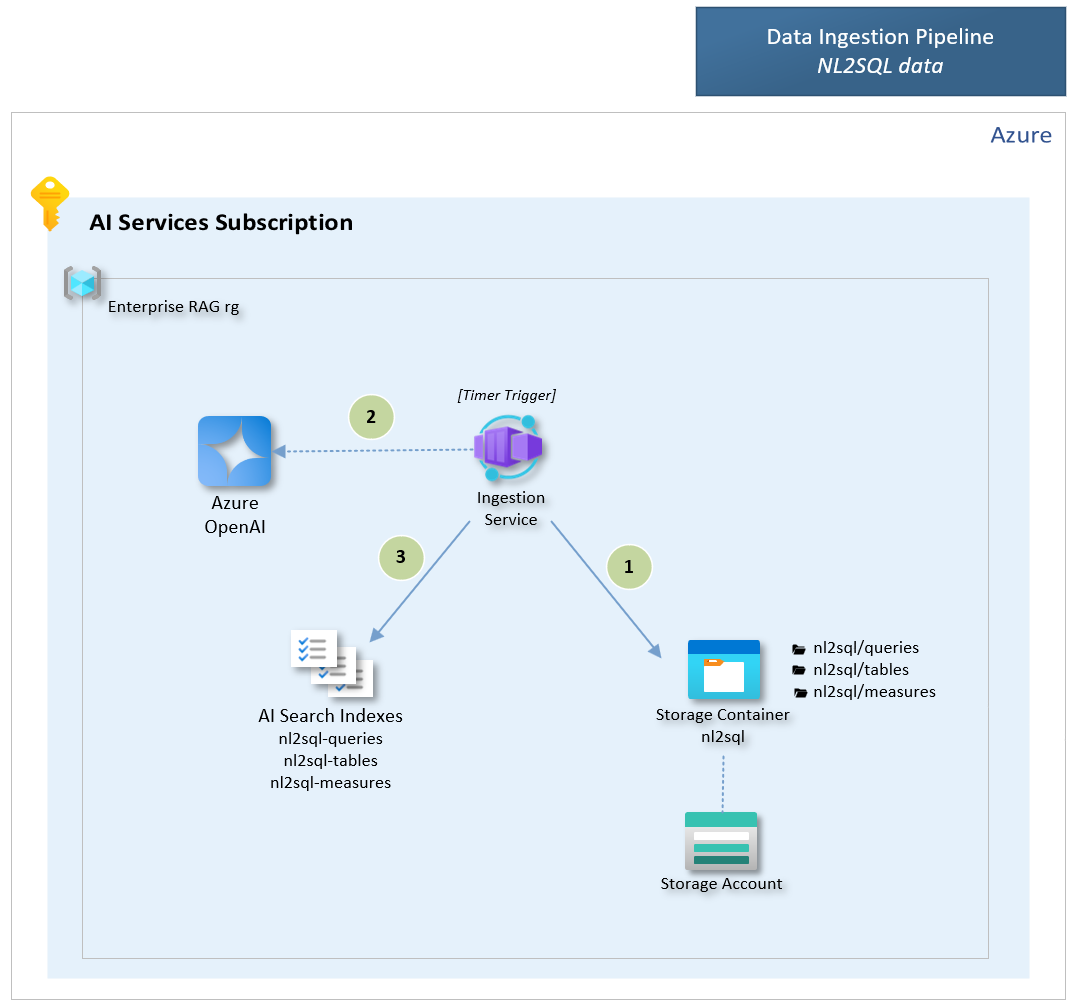 Data Ingestion Pipeline
NL2SQL data
Azure
AI Services Subscription
Enterprise RAG rg
[Timer Trigger]
2
Azure
OpenAI
Ingestion
Service
3
1
AI Search Indexes
nl2sql-queries
nl2sql-tables
nl2sql-measures
nl2sql/queries
nl2sql/tables
nl2sql/measures
Storage Container
nl2sql
Storage Account